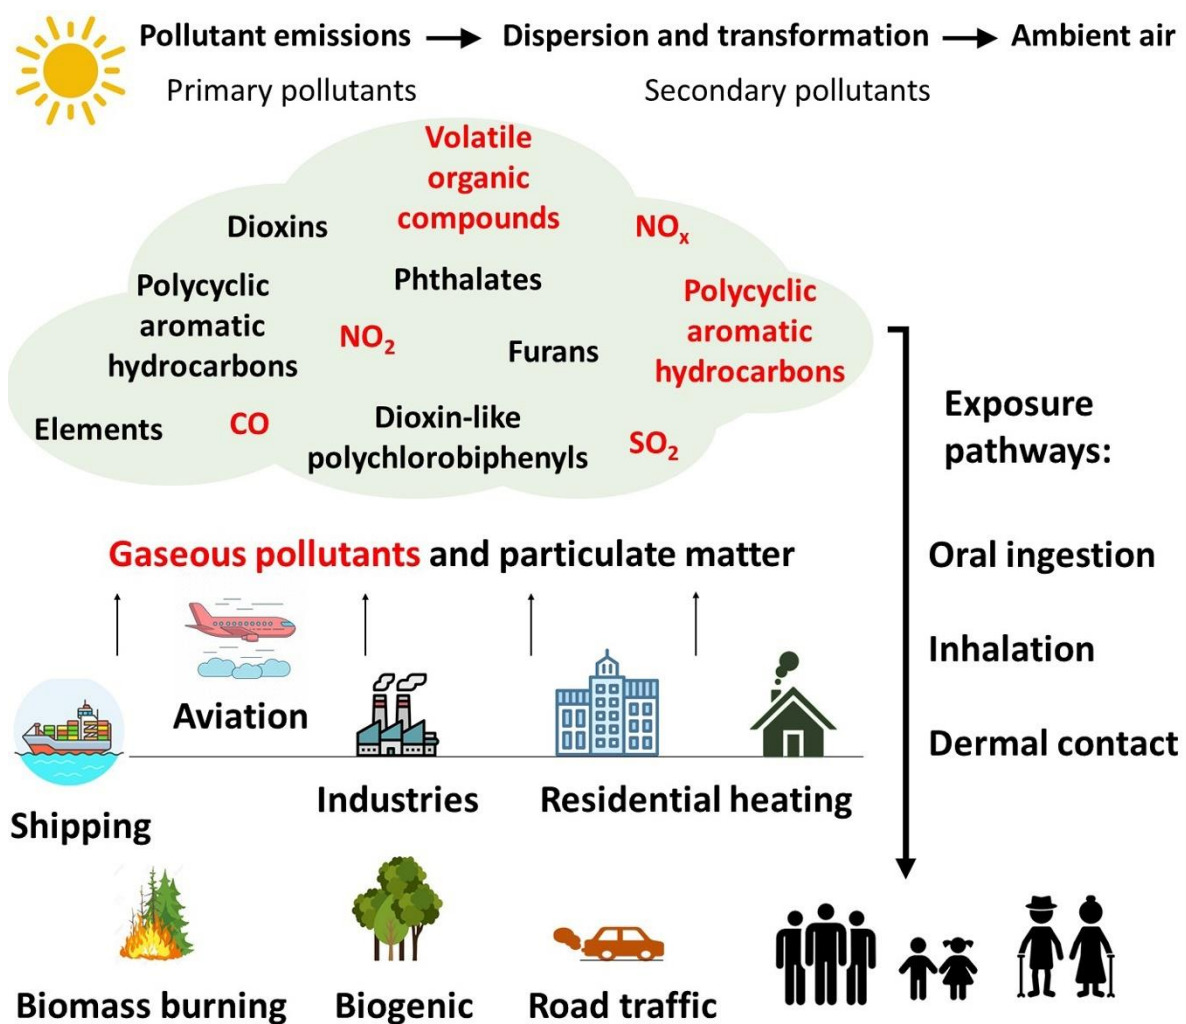 Pollutant emissions → Dispersion and transformation → Ambient air
Primary pollutants
Secondary pollutants
Volatile
organic
compounds
Dioxins
NOx
Polycyclic
aromatic
hydrocarbons
Phthalates
Polycyclic
aromatic
hydrocarbons
NO2
Furans
Elements
CO
Dioxin-like
polychlorobiphenyls
SO2
Exposure
pathways:
Oral ingestion
Inhalation
Dermal contact
Gaseous pollutants and particulate matter
Aviation
Shipping
Industries
Residential heating
Biomass burning
Biogenic
Road traffic